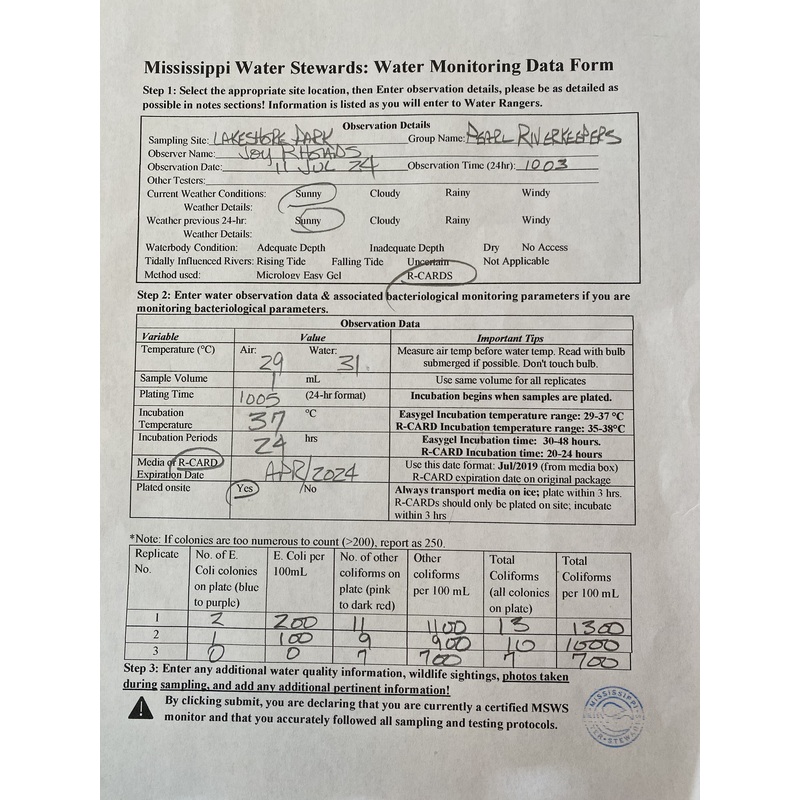 Mississippi Water Stewards: Water Monitoring Data Form
Step 1: Select the appropriate site location, then Enter observation details, please be as detailed as
possible in notes sections! Information is listed as you will enter to Water Rangers.
Observation Details
Sampling Site: LAKESHORE PARK Group Name: PEARL RIVERKEEPERS
Observer Name: JOY RHOADS
Observation Date: 11 JUL 24 Observation Time (24hr): 1003
Other Testers:
Current Weather Conditions: Sunny Cloudy Rainy Windy
Weather Details:
Weather previous 24-hr: Sunny Cloudy Rainy Windy
Weather Details:
Waterbody Condition: Adequate Depth Inadequate Depth Dry No Access
Tidally Influenced Rivers: Rising Tide Falling Tide Uncertain Not Applicable
Method used: Micrology Easy Gel R-CARDS
Step 2: Enter water observation data & associated bacteriological monitoring parameters if you are
monitoring bacteriological parameters.
Observation Data
Variable Value Important Tips
Temperature (°C) Air: 29 Water: 31. Measure air temp before water temp. Read with bulb
submerged if possible. Don't touch bulb.
Sample Volume 1 mL Use same volume for all replicates
Plating Time 1005 (24-hr format) Incubation begins when samples are plated.
Incubation
Temperature 37 °C Easygel Incubation temperature range: 29-37 °C
R-CARD Incubation temperature range: 35-38°C
Incubation Periods 24 hrs Easygel Incubation time: 30-48 hours.
R-CARD Incubation time: 20-24 hours
Media or R-CARD
Expiration Date APR/2024 Use this date format: Jul/2019 (from media box)
R-CARD expiration date on original package
Plated onsite Yes /No Always transport media on ice; plate within 3 hrs.
R-CARDs should only be plated on site; incubate
within 3 hrs
*Note: If colonies are too numerous to count (>200), report as 250.
Replicate No. of E. E. Coli per No. of other Other Total Total
No. Coli colonies 100mL coliforms on coliforms Coliforms Coliforms
on plate (blue plate (pink per 100 mL (all colonies per 100 mL
to purple) to dark red) on plate)
1 2 200 11 1100 13 1300
2 1 100 9 900 10 1000
3 0 0 7 700 7 700
Step 3: Enter any additional water quality information, wildlife sightings, photos taken
during sampling, and add any additional pertinent information!
By clicking submit, you are declaring that you are currently a certified MSWS
monitor and that you accurately followed all sampling and testing protocols.
MISSISSIPPI